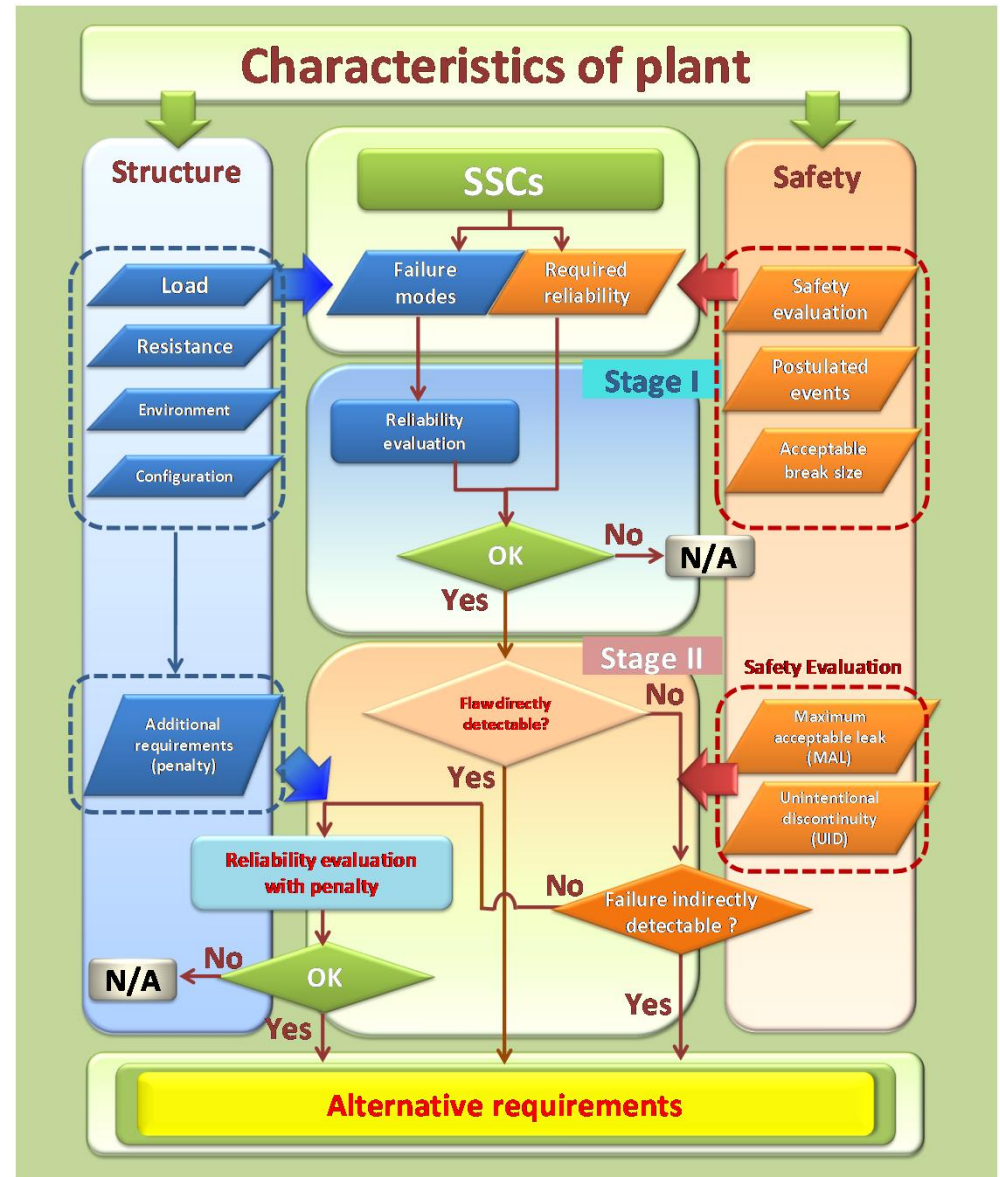 Characteristics of plant
Structure
SSCs
Safety
Load
Failure
modes
Required
reliability
Safety
evaluation
Resistance
Postulated
events
Stage I
Environment
Reliability
evaluation
Acceptable
break size
Configuration
OK
No
N/A
Yes
Stage II
Safety Evaluation
Flaw directly
detectable?
No
Additional
requirements
(penalty)
Maximum
acceptable leak
(MAL)
Yes
Unintentional
discontinuity
(UID)
Reliability evaluation
with penalty
No
Failure indirectly
detectable ?
N/A
No
OK
Yes
Yes
Alternative requirements